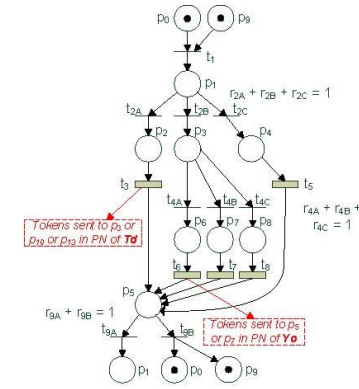 p0 p9
t1
p1 r2A + r2B + r2C = 1
t2A t2B t2C
p2 p3 p4
t3 t4A t4B t4C t5
r4A + r4B +
r4C = 1
Tokens sent to p3 or
p10 or p13 in PN of Td
p6 p7 p8
t6 t7 t8
p5
r9A + r9B = 1
Tokens sent to p5
or p7 in PN of Yo
t9A t9B
p1 p0 p9